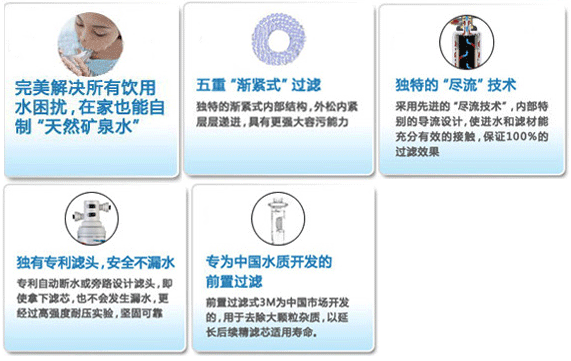 完美解决所有饮用
水困扰，在家也能自
制“天然矿泉水”
五重“渐紧式”过滤
独特的渐紧式内部结构，外松内紧
层层递进，具有更强大容污能力
独特的“尽流”技术
采用先进的“尽流技术”，内部特
别的导流设计，使进水和滤材能
充分有效的接触，保证100%的
过滤效果
独有专利滤头，安全不漏水
专利自动断水或旁路设计滤头，即
使拿下滤芯，也不会发生漏水，更
经过高强度耐压实验，坚固可靠
专为中国水质开发的
前置过滤
前置过滤式3M为中国市场开发
的，用于去除大颗粒杂质，以延
长后续精滤芯适用寿命。